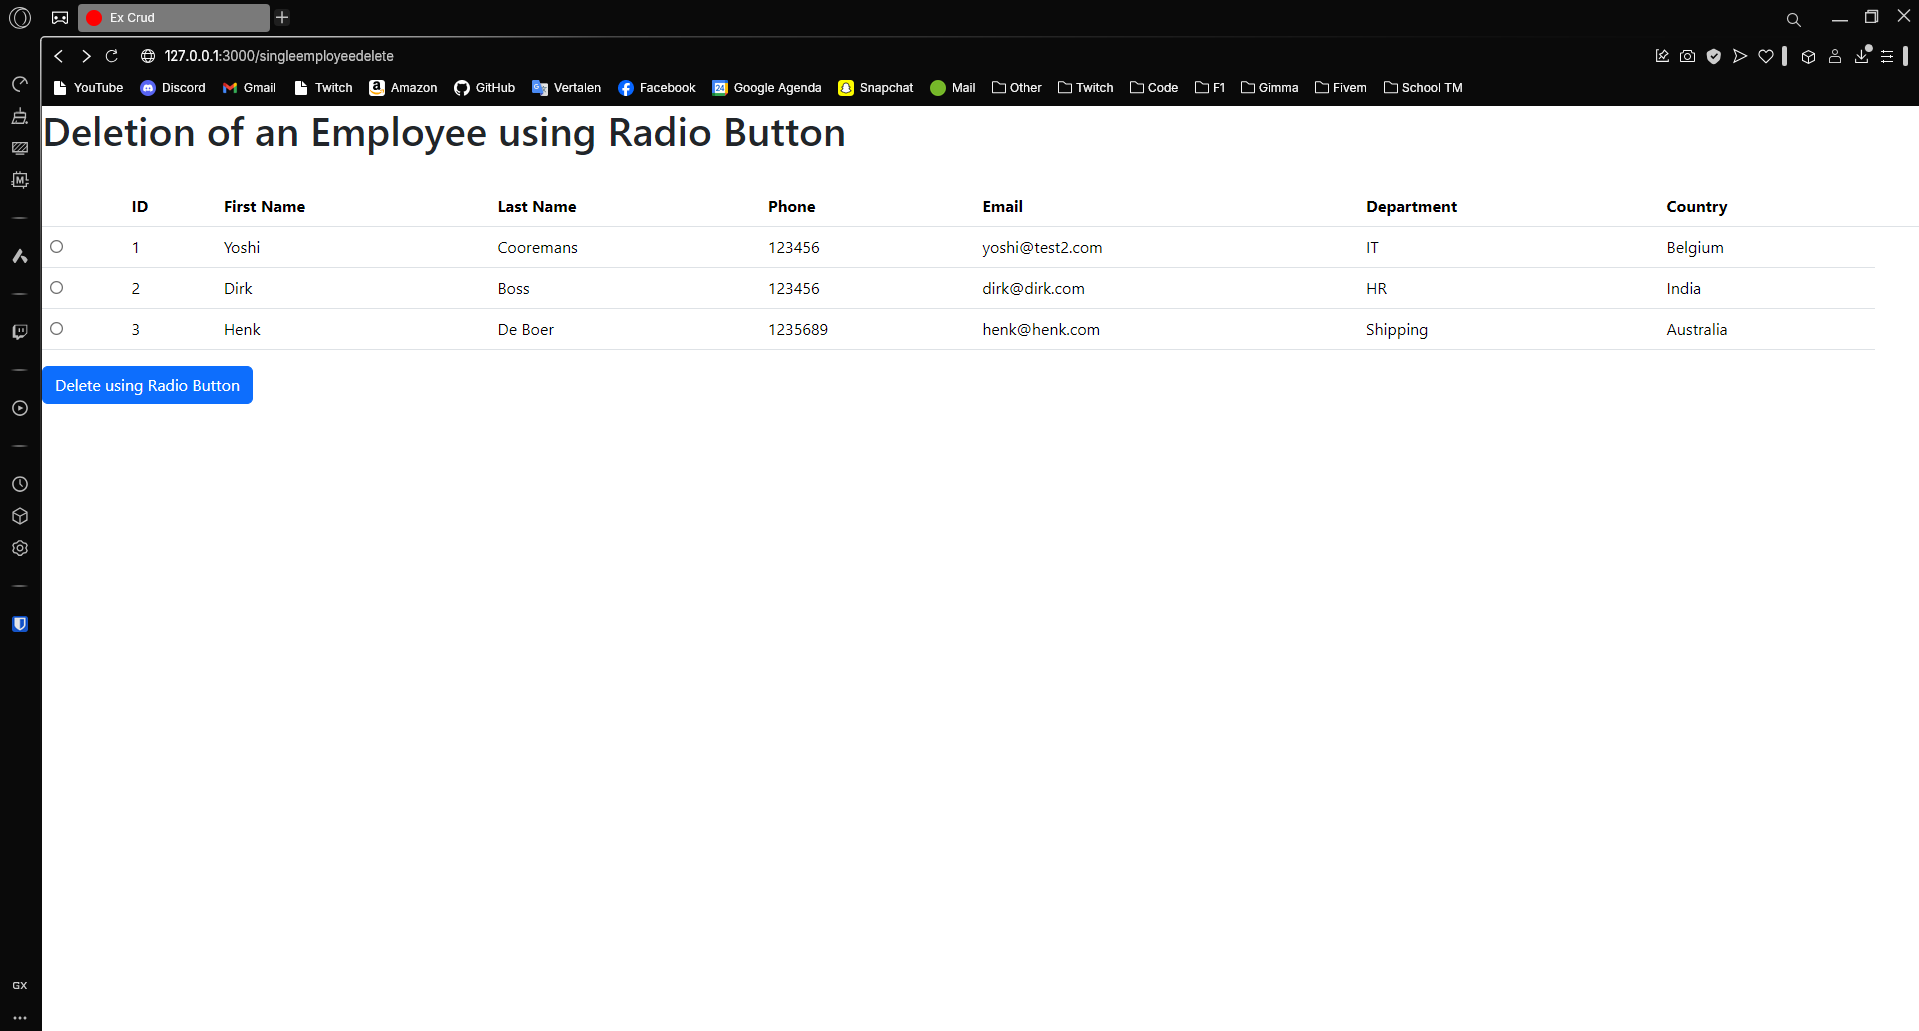 Ex Crud
127.0.0.1:3000/singleemployeedelete
YouTube Discord Gmail Twitch Amazon GitHub Vertalen Facebook 24 Google Agenda Snapchat Mail Other Twitch Code F1 Gimma Fivem School TM
Deletion of an Employee using Radio Button
ID First Name Last Name Phone Email Department Country
1 Yoshi Cooremans 123456 yoshi@test2.com IT Belgium
2 Dirk Boss 123456 dirk@dirk.com HR India
3 Henk De Boer 1235689 henk@henk.com Shipping Australia
Delete using Radio Button
M
GX